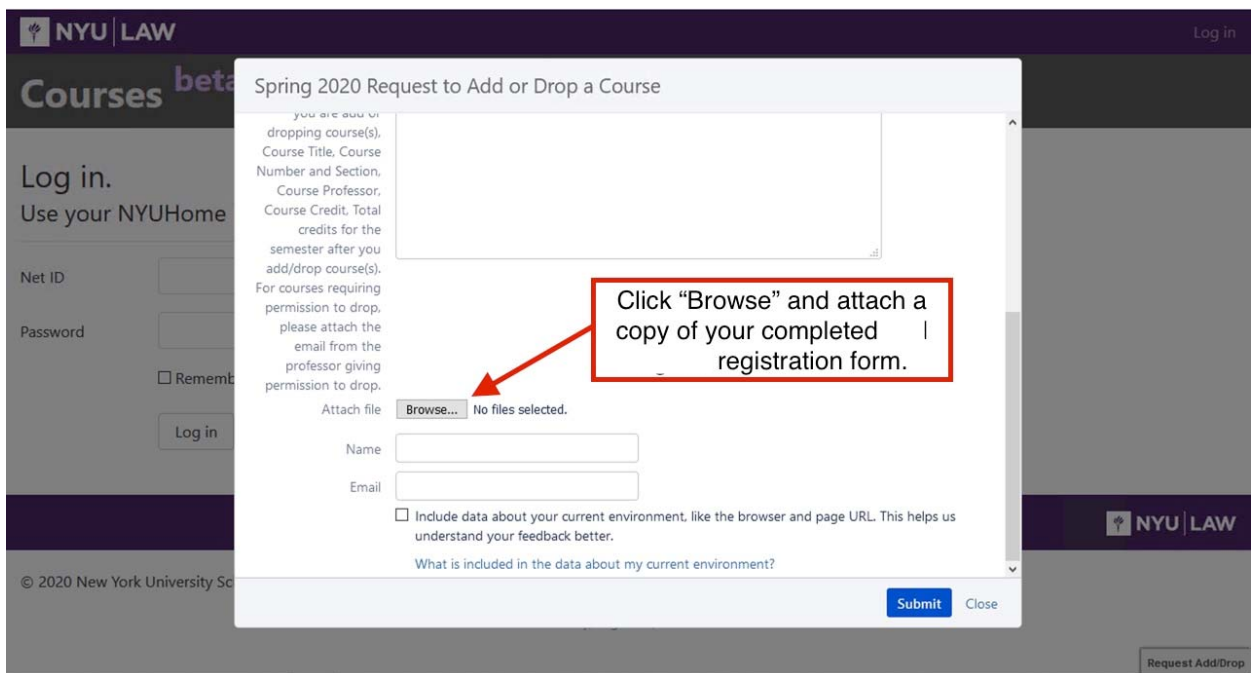 NYU LAW
Log in
Courses beta
Spring 2020 Request to Add or Drop a Course
you are add or
dropping course(s),
Course Title, Course
Number and Section,
Course Professor,
Course Credit, Total
credits for the
semester after you
add/drop course(s).
For courses requiring
permission to drop,
please attach the
email from the
professor giving
permission to drop.
Log in.
Use your NYUHome
Net ID
Password
Rememb
Log in
Click “Browse” and attach a
copy of your completed
registration form.
Attach file Browse... No files selected.
Name
Email
Include data about your current environment, like the browser and page URL. This helps us
understand your feedback better.
What is included in the data about my current environment?
Submit Close
NYU LAW
© 2020 New York University Sc
Request Add/Drop